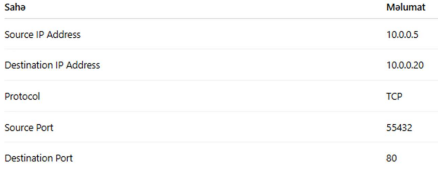 Sahə Məlumat
Source IP Address 10.0.0.5
Destination IP Address 10.0.0.20
Protocol TCP
Source Port 55432
Destination Port 80